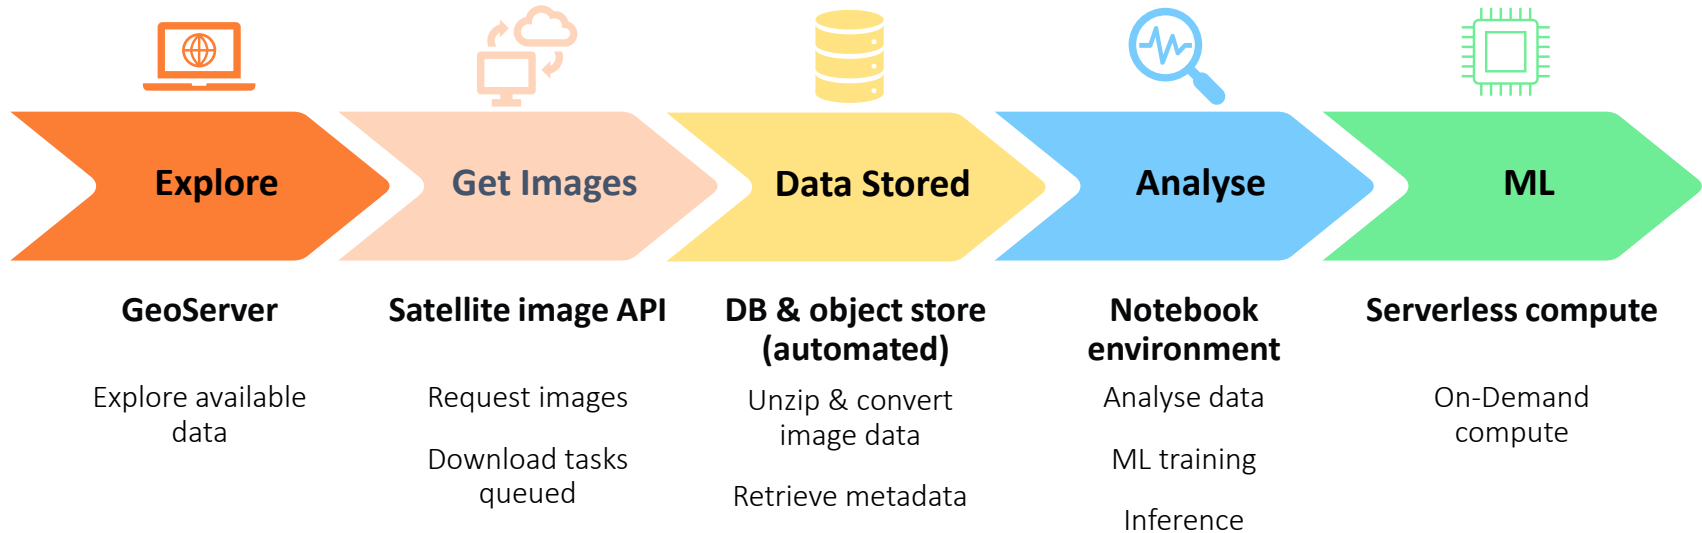 Explore
Get Images
Data Stored
Analyse
ML
GeoServer
Explore available
data
Satellite image API
Request images
Download tasks
queued
DB & object store
(automated)
Unzip & convert
image data
Retrieve metadata
Notebook
environment
Analyse data
ML training
Inference
Serverless compute
On-Demand
compute